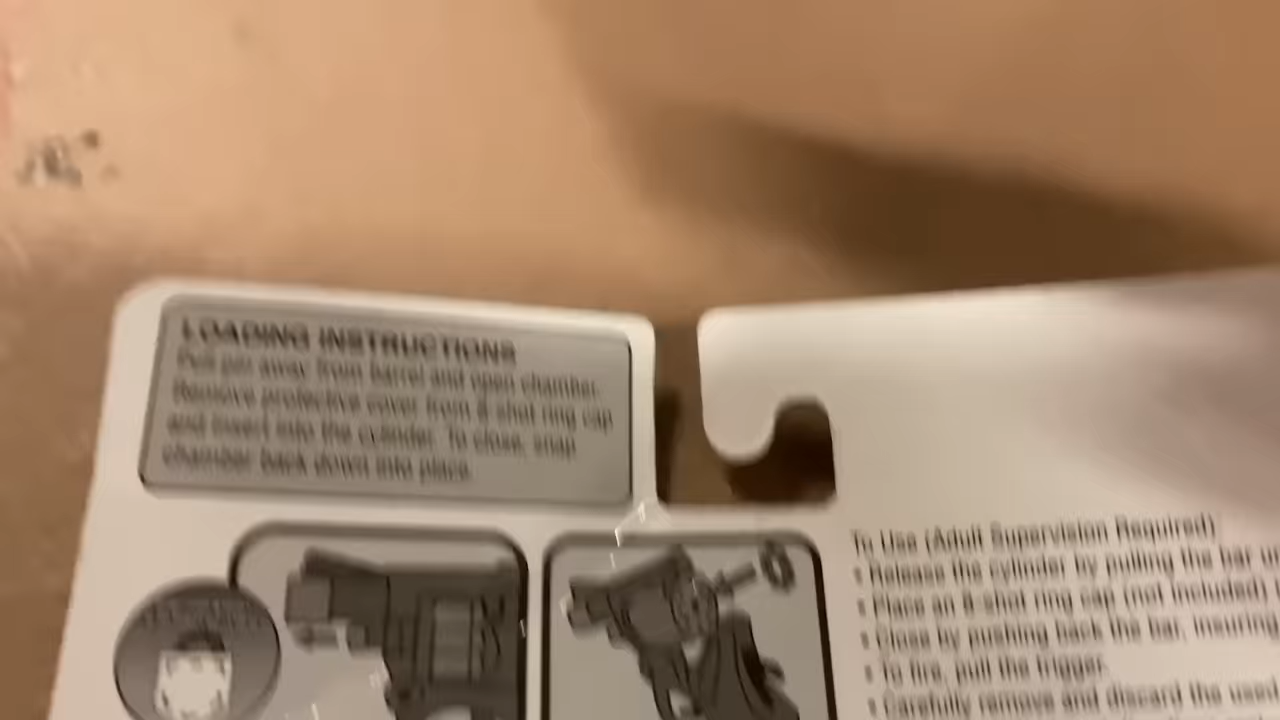 LOADING INSTRUCTIONS
Pull pin away from barrel and open chamber.
Remove protective cover from 8-shot ring cap
and insert into the cylinder. To close, snap
chamber back down into place.
To Use (Adult Supervision Required)
• Release the cylinder by pulling the bar
• Place an 8-shot ring cap (not included)
• Close by pushing back the bar, insuring
• To fire, pull the trigger.
• Carefully remove and discard the used